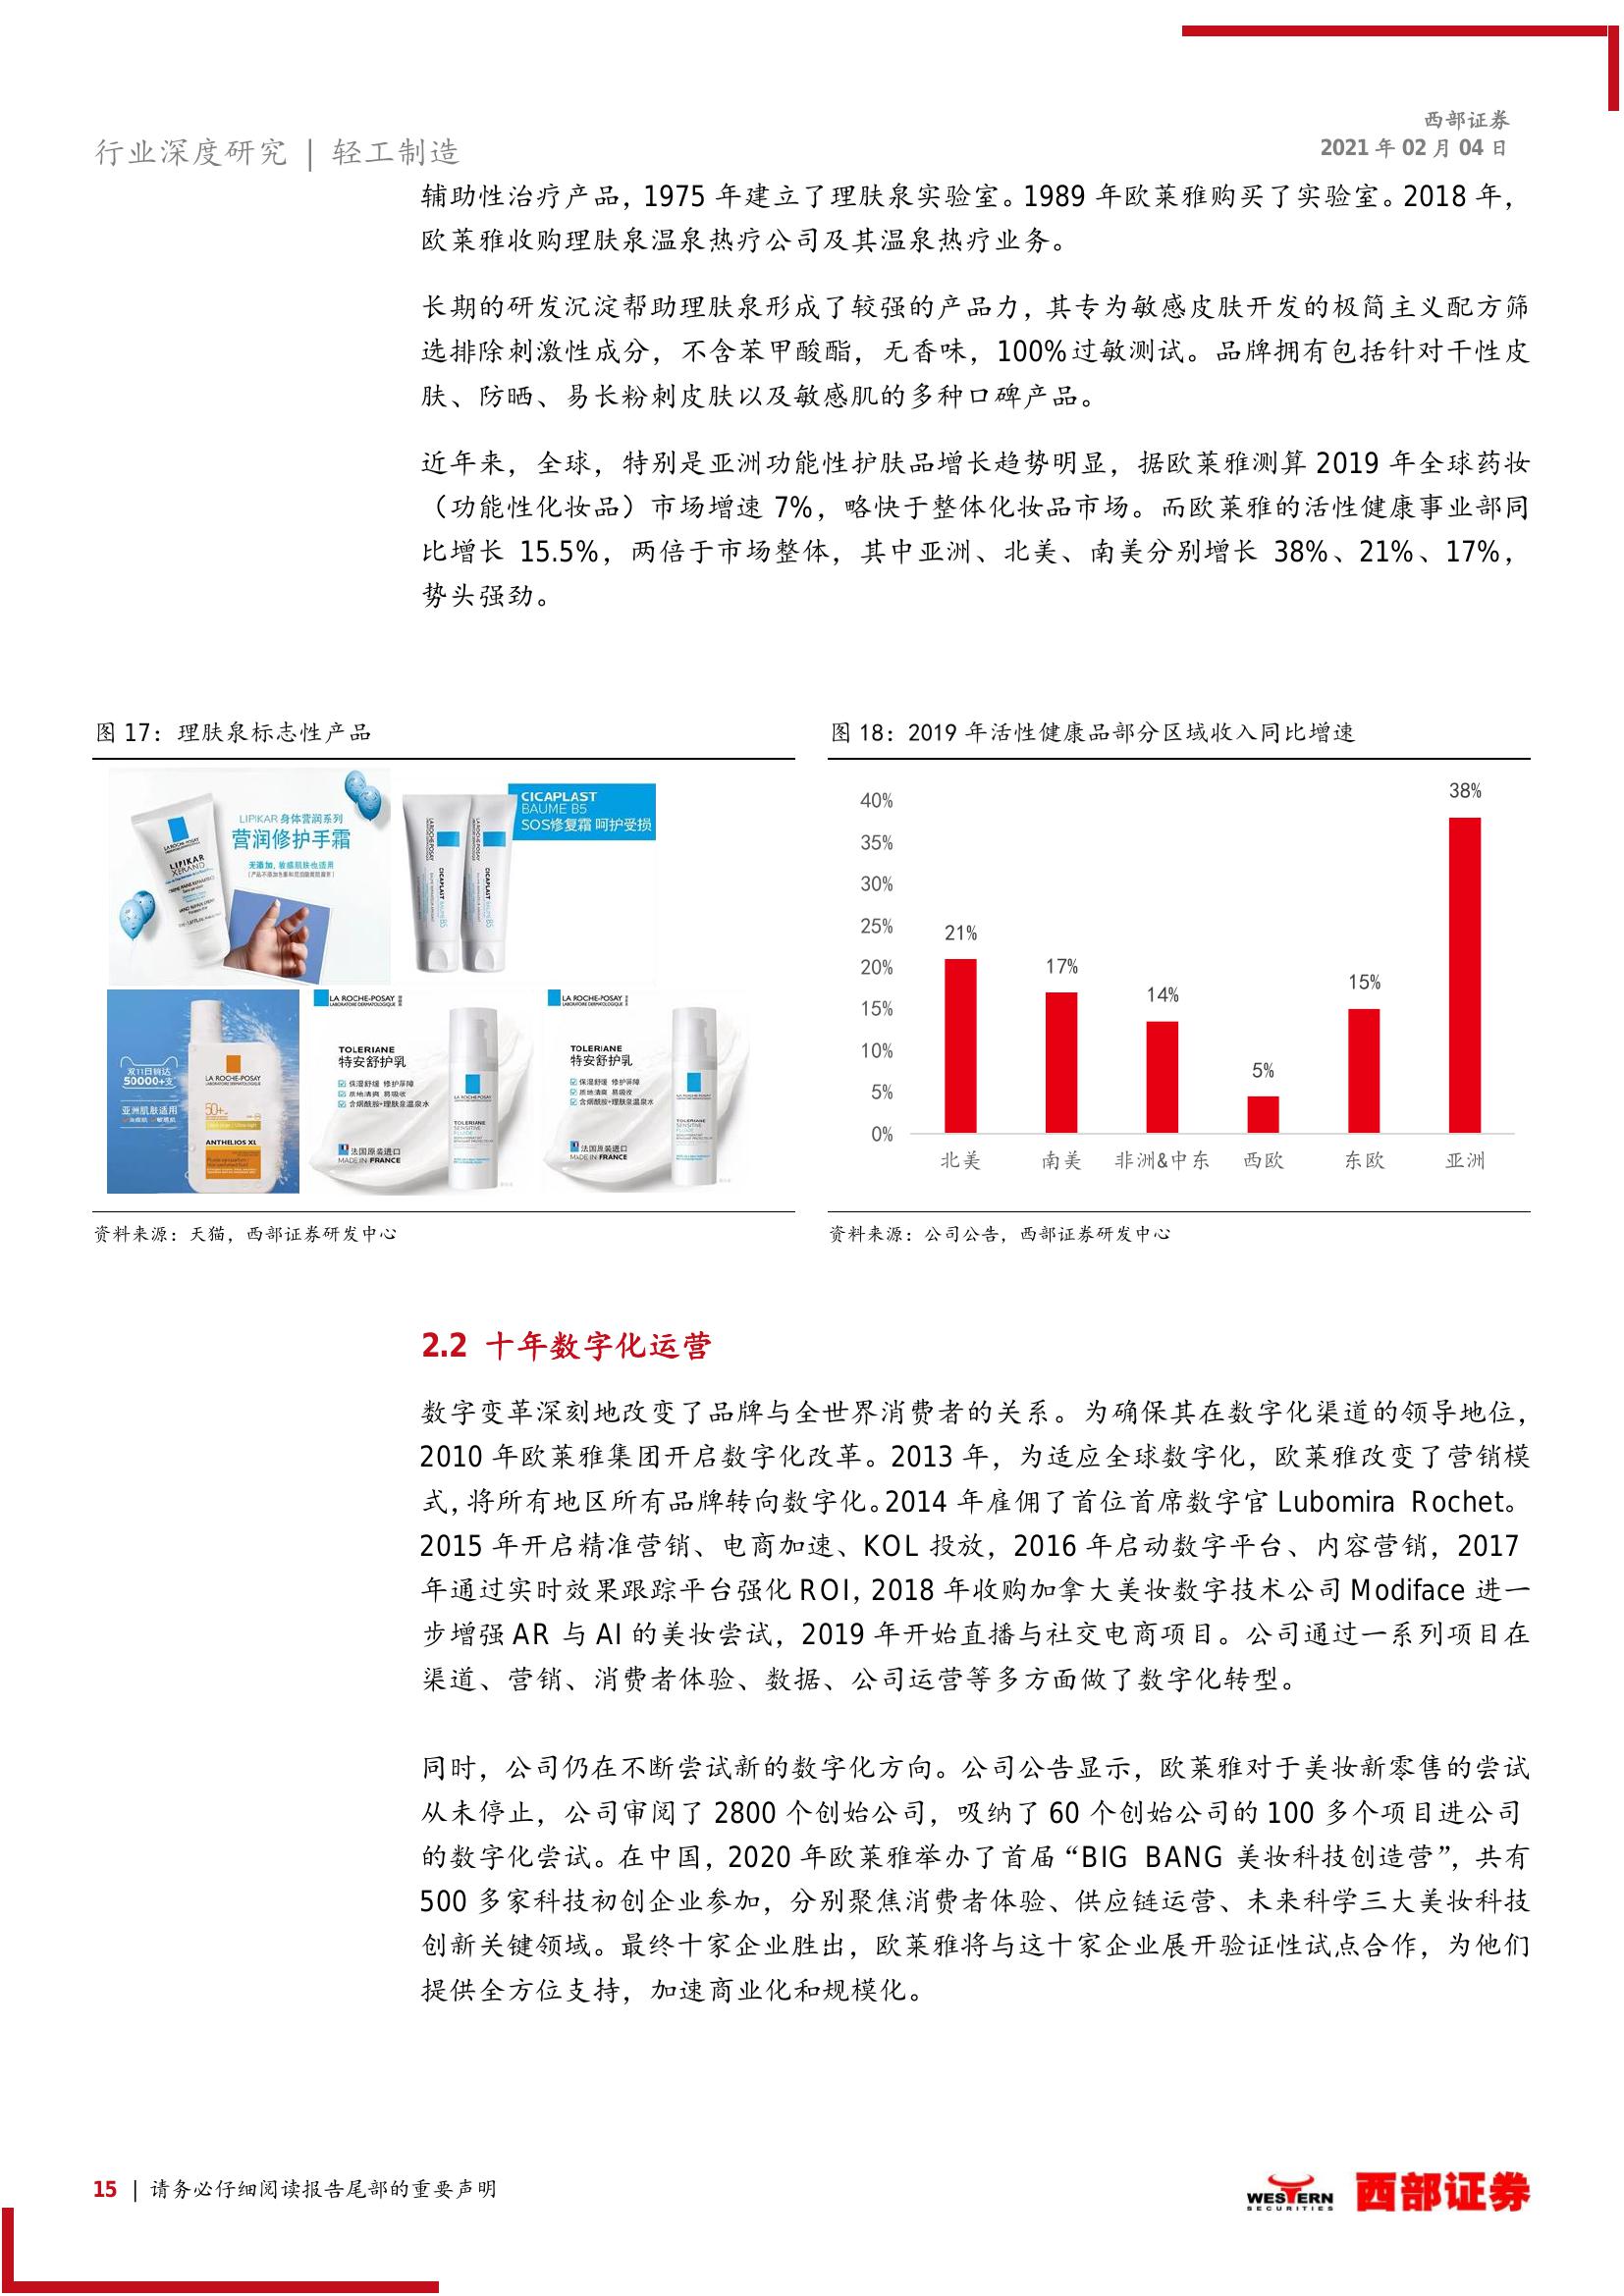 西部证券
2021 年 02 月 04 日
行业深度研究 | 轻工制造
辅助性治疗产品，1975 年建立了理肤泉实验室。1989 年欧莱雅购买了实验室。2018 年，
欧莱雅收购理肤泉温泉热疗公司及其温泉热疗业务。
长期的研发沉淀帮助理肤泉形成了较强的产品力，其专为敏感皮肤开发的极简主义配方筛
选排除刺激性成分，不含苯甲酸酯，无香味，100%过敏测试。品牌拥有包括针对干性皮
肤、防晒、易长粉刺皮肤以及敏感肌的多种口碑产品。
近年来，全球，特别是亚洲功能性护肤品增长趋势明显，据欧莱雅测算 2019 年全球药妆
（功能性化妆品）市场增速 7%，略快于整体化妆品市场。而欧莱雅的活性健康事业部同
比增长 15.5%，两倍于市场整体，其中亚洲、北美、南美分别增长 38%、21%、17%，
势头强劲。
图 17：理肤泉标志性产品
LIPIKAR 身体营润系列
营润修护手霜
无添加，敏感肌肤也适用
LA ROCHE-POSAY
LIPIKAR
XERAND
CICAPLAST
BAUME B5
SOS修复霜 呵护受损
双11日销达
50000+支
亚洲肌肤适用
LA ROCHE-POSAY
50+
ANTHELIOS XL
LA ROCHE-POSAY
LABORATOIRE DERMATOLOGIQUE
TOLERIANE
特安舒护乳
保湿舒缓 修护屏障
质地清爽 易吸收
含烟酰胺+理肤泉温泉水
法国原装进口
MADE IN FRANCE
TOLERIANE
SENSITIVE
LA ROCHE-POSAY
LABORATOIRE DERMATOLOGIQUE
TOLERIANE
特安舒护乳
保湿舒缓 修护屏障
质地清爽 易吸收
含烟酰胺+理肤泉温泉水
法国原装进口
MADE IN FRANCE
TOLERIANE
SENSITIVE
资料来源：天猫，西部证券研发中心
图 18：2019 年活性健康品部分区域收入同比增速
40%
35%
30%
25%
20%
15%
10%
5%
0%
21%
17%
14%
5%
15%
38%
北美 南美 非洲&中东 西欧 东欧 亚洲
资料来源：公司公告，西部证券研发中心
2.2 十年数字化运营
数字变革深刻地改变了品牌与全世界消费者的关系。为确保其在数字化渠道的领导地位，
2010 年欧莱雅集团开启数字化改革。2013 年，为适应全球数字化，欧莱雅改变了营销模
式，将所有地区所有品牌转向数字化。2014 年雇佣了首位首席数字官 Lubomira Rochet。
2015 年开启精准营销、电商加速、KOL 投放，2016 年启动数字平台、内容营销，2017
年通过实时效果跟踪平台强化 ROI，2018 年收购加拿大美妆数字技术公司 Modiface 进一
步增强 AR 与 AI 的美妆尝试，2019 年开始直播与社交电商项目。公司通过一系列项目在
渠道、营销、消费者体验、数据、公司运营等多方面做了数字化转型。
同时，公司仍在不断尝试新的数字化方向。公司公告显示，欧莱雅对于美妆新零售的尝试
从未停止，公司审阅了 2800 个创始公司，吸纳了 60 个创始公司的 100 多个项目进公司
的数字化尝试。在中国，2020 年欧莱雅举办了首届“BIG BANG 美妆科技创造营”，共有
500 多家科技初创企业参加，分别聚焦消费者体验、供应链运营、未来科学三大美妆科技
创新关键领域。最终十家企业胜出，欧莱雅将与这十家企业展开验证性试点合作，为他们
提供全方位支持，加速商业化和规模化。
15 | 请务必仔细阅读报告尾部的重要声明
WESTERN
SECURITIES
西部证券